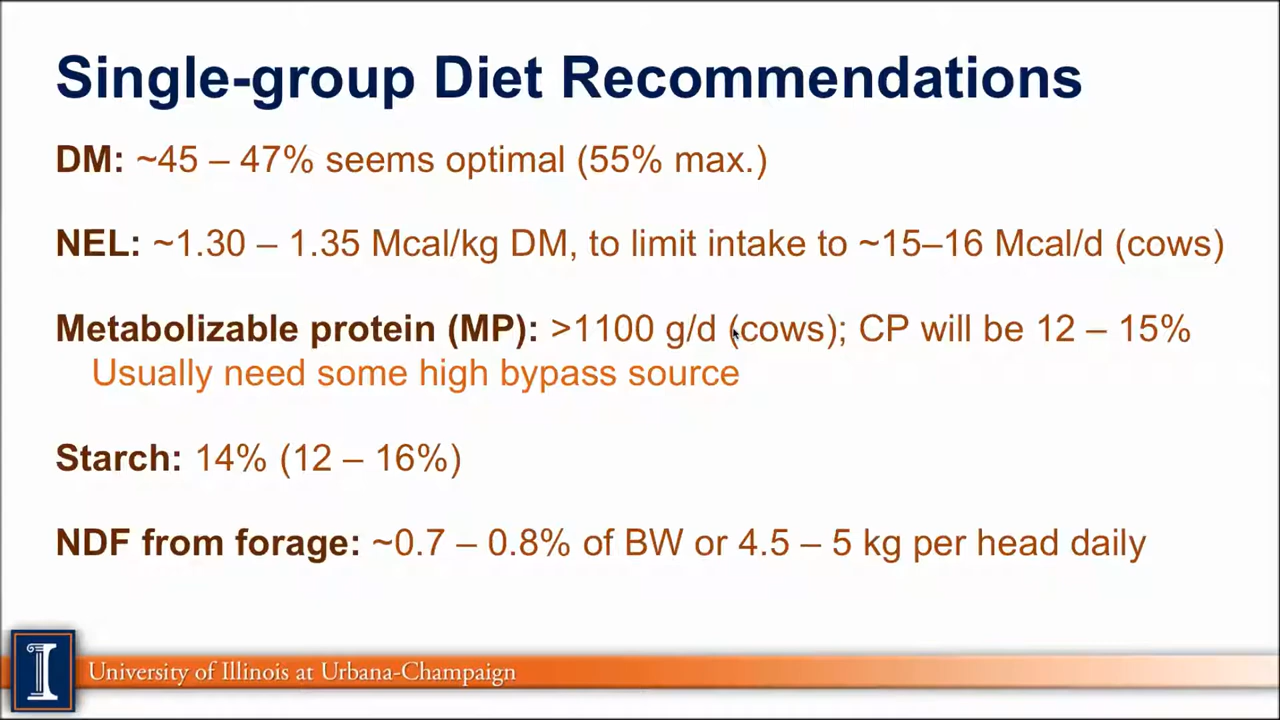 Single-group Diet Recommendations
DM: ~45 – 47% seems optimal (55% max.)
NEL: ~1.30 – 1.35 Mcal/kg DM, to limit intake to ~15–16 Mcal/d (cows)
Metabolizable protein (MP): >1100 g/d (cows); CP will be 12 – 15%
Usually need some high bypass source
Starch: 14% (12 – 16%)
NDF from forage: ~0.7 – 0.8% of BW or 4.5 – 5 kg per head daily
University of Illinois at Urbana-Champaign